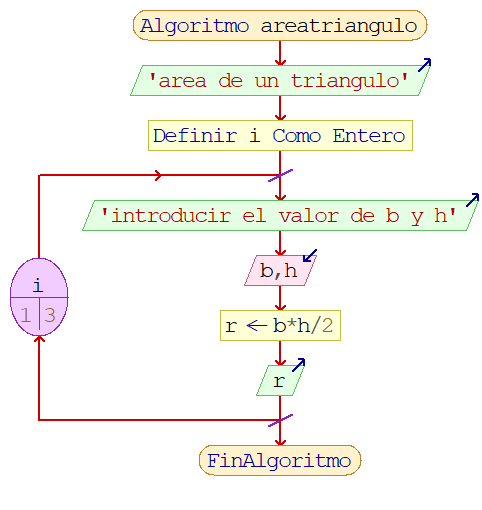 Algoritmo areatriangulo
'area de un triangulo'
Definir i Como Entero
'introducir el valor de b y h'
b,h
i
1 3
r ← b*h/2
r
FinAlgoritmo